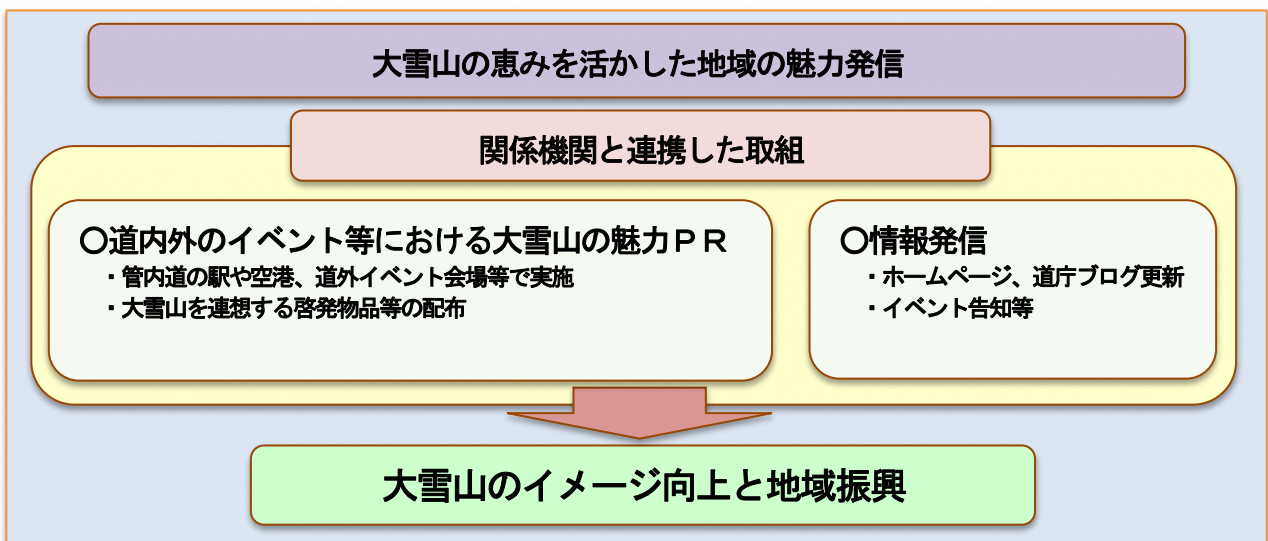 大雪山の恵みを活かした地域の魅力発信
関係機関と連携した取組
〇道内外のイベント等における大雪山の魅力ＰＲ
・管内道の駅や空港、道外イベント会場等で実施
・大雪山を連想する啓発物品等の配布
〇情報発信
・ホームページ、道庁ブログ更新
・イベント告知等
大雪山のイメージ向上と地域振興